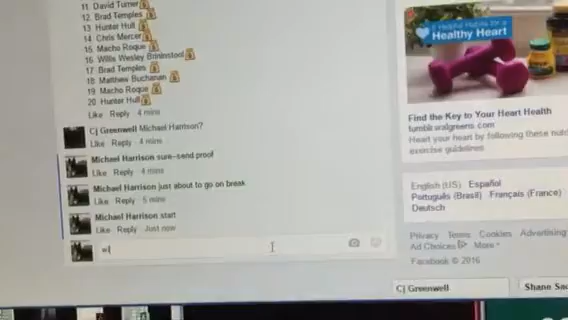 11 David Turner
12 Brad Temples
13 Hunter Hull
14 Chris Mercer
15 Macho Roque
16 Willis Wesley Brininstool
17 Brad Temples
18 Matthew Buchanan
19 Macho Roque
20 Hunter Hull
Like Reply 4 mins
Cj Greenwell Michael Harrison?
Like Reply 4 mins
Michael Harrison sure-send proof
Like Reply 4 mins
Michael Harrison just about to go on break
Like Reply 5 mins
Michael Harrison start
Like Reply Just now
Healthy Heart
Find the Key to Your Heart Health
tumblr.walgreens.com
Heart your heart by following these
exercise guidelines
English (US) Español
Português (Brasil) Français (France)
Deutsch
Privacy Terms Cookies Advertising
Ad Choices More
Facebook © 2016
Cj Greenwell
Shane